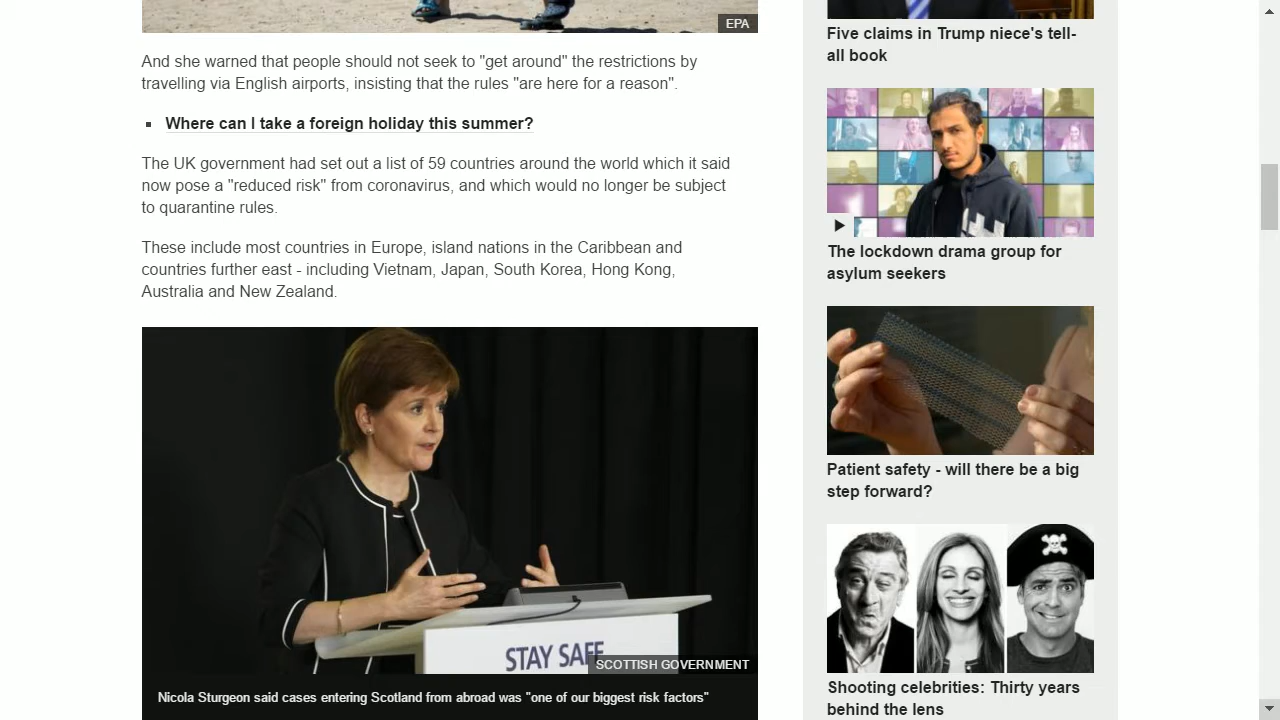 EPA
And she warned that people should not seek to "get around" the restrictions by
travelling via English airports, insisting that the rules "are here for a reason".
Where can I take a foreign holiday this summer?
The UK government had set out a list of 59 countries around the world which it said
now pose a "reduced risk" from coronavirus, and which would no longer be subject
to quarantine rules.
These include most countries in Europe, island nations in the Caribbean and
countries further east - including Vietnam, Japan, South Korea, Hong Kong,
Australia and New Zealand.
STAY SAFE
SCOTTISH GOVERNMENT
Nicola Sturgeon said cases entering Scotland from abroad was "one of our biggest risk factors"
Five claims in Trump niece's tell-
all book
The lockdown drama group for
asylum seekers
Patient safety - will there be a big
step forward?
Shooting celebrities: Thirty years
behind the lens